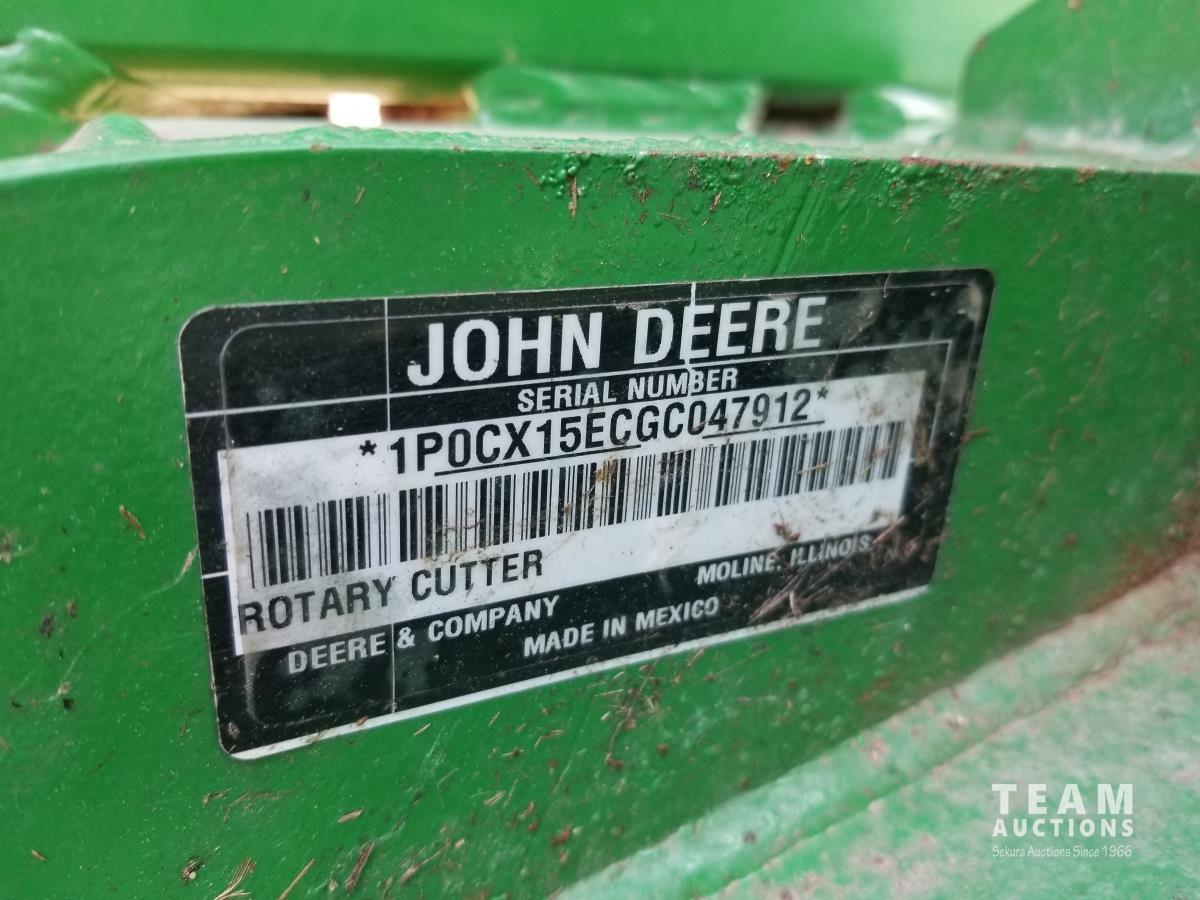 JOHN DEERE
SERIAL NUMBER
*1P0CX15ECGC047912*
ROTARY CUTTER
DEERE & COMPANY MOLINE, ILLINOIS
MADE IN MEXICO
TEAM
AUCTIONS
Sekura Auctions Since 1966